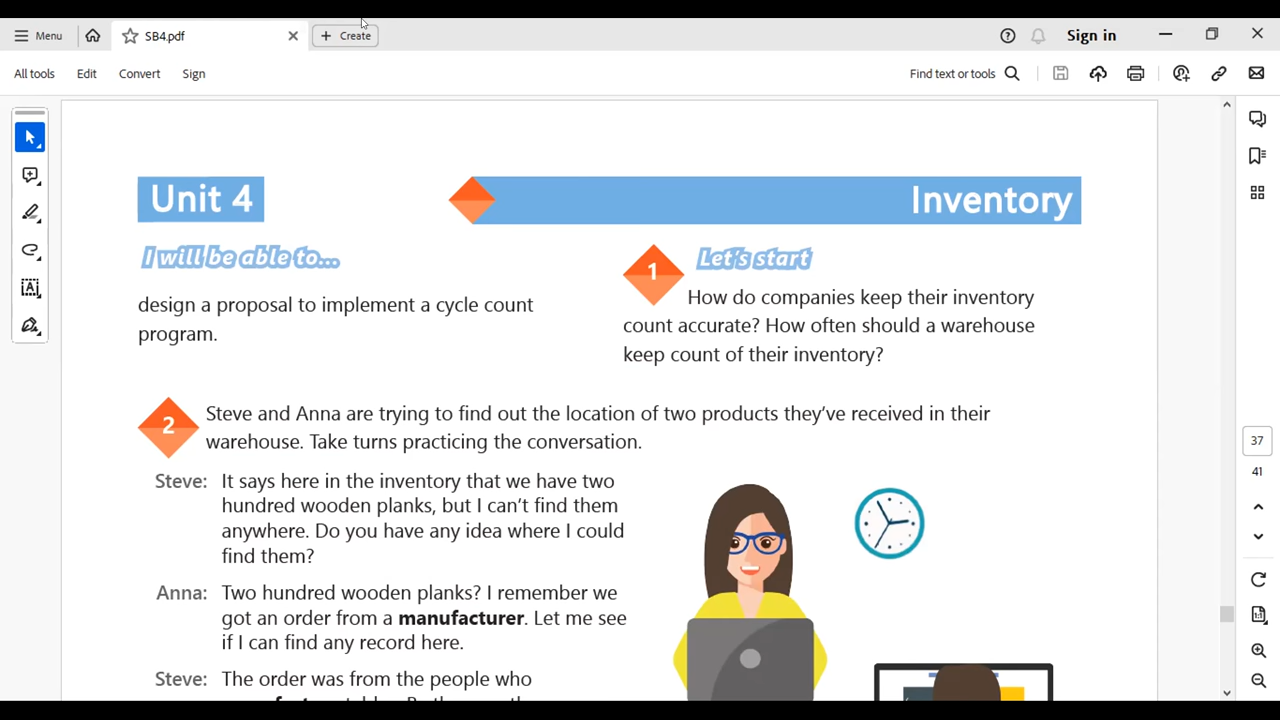 Menu
SB4.pdf
Create
Sign in
All tools
Edit
Convert
Sign
Find text or tools
Unit 4
Inventory
I will be able to...
design a proposal to implement a cycle count
program.
1
Let's start
How do companies keep their inventory
count accurate? How often should a warehouse
keep count of their inventory?
2
Steve and Anna are trying to find out the location of two products they've received in their
warehouse. Take turns practicing the conversation.
Steve: It says here in the inventory that we have two
hundred wooden planks, but I can't find them
anywhere. Do you have any idea where I could
find them?
Anna: Two hundred wooden planks? I remember we
got an order from a manufacturer. Let me see
if I can find any record here.
Steve: The order was from the people who
37
41